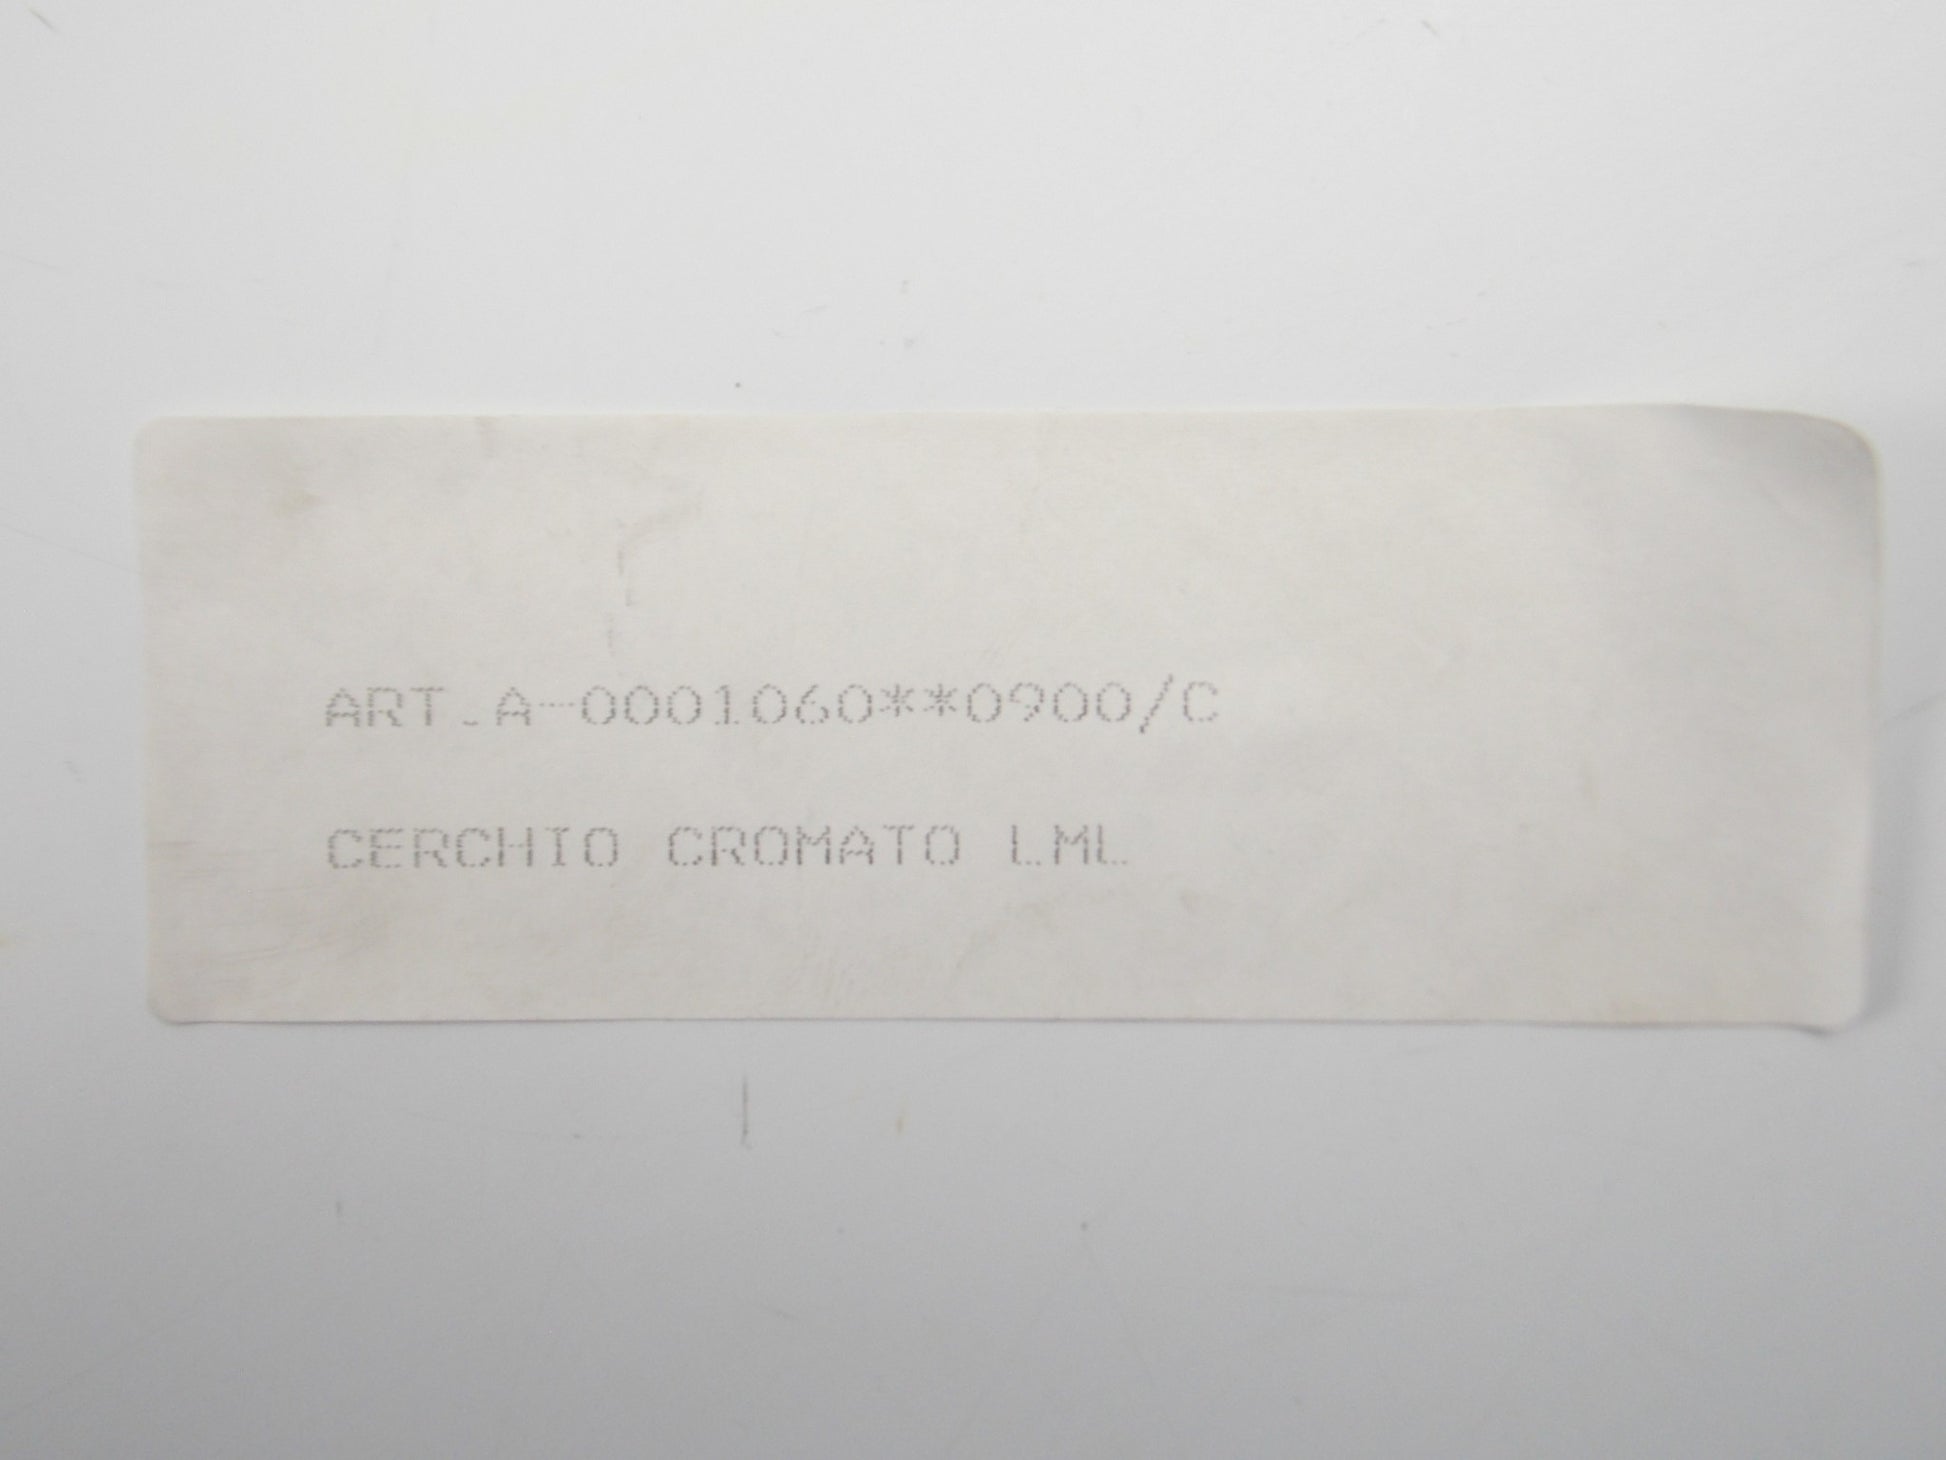 ART.A-0001060**0900/C
CERCHIO CROMATO LML